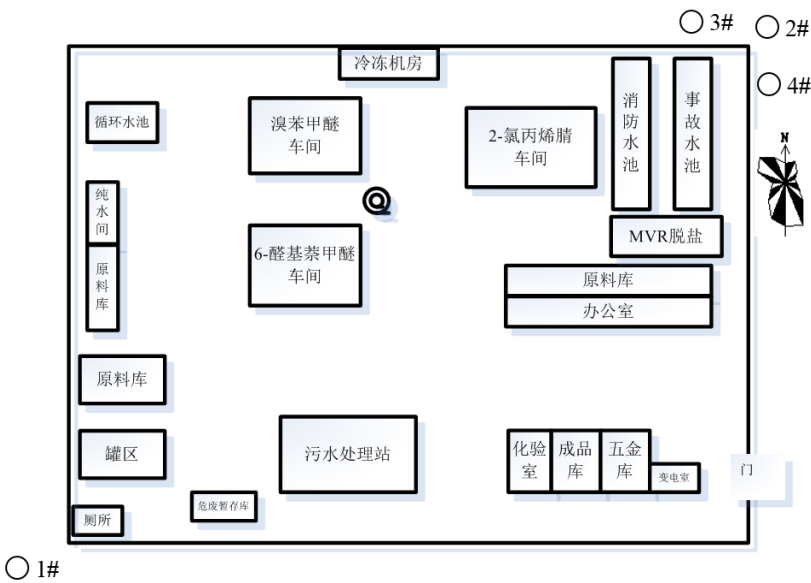 3#
2#
4#
N
冷冻机房
循环水池
溴苯甲醚
车间
2-氯丙烯腈
车间
消防水池
事故水池
纯水间
原料库
6-醛基萘甲醚
车间
MVR脱盐
原料库
办公室
原料库
罐区
污水处理站
化验
室
成品
库
五金
库
变电室
门
危废暂存库
厕所
1#